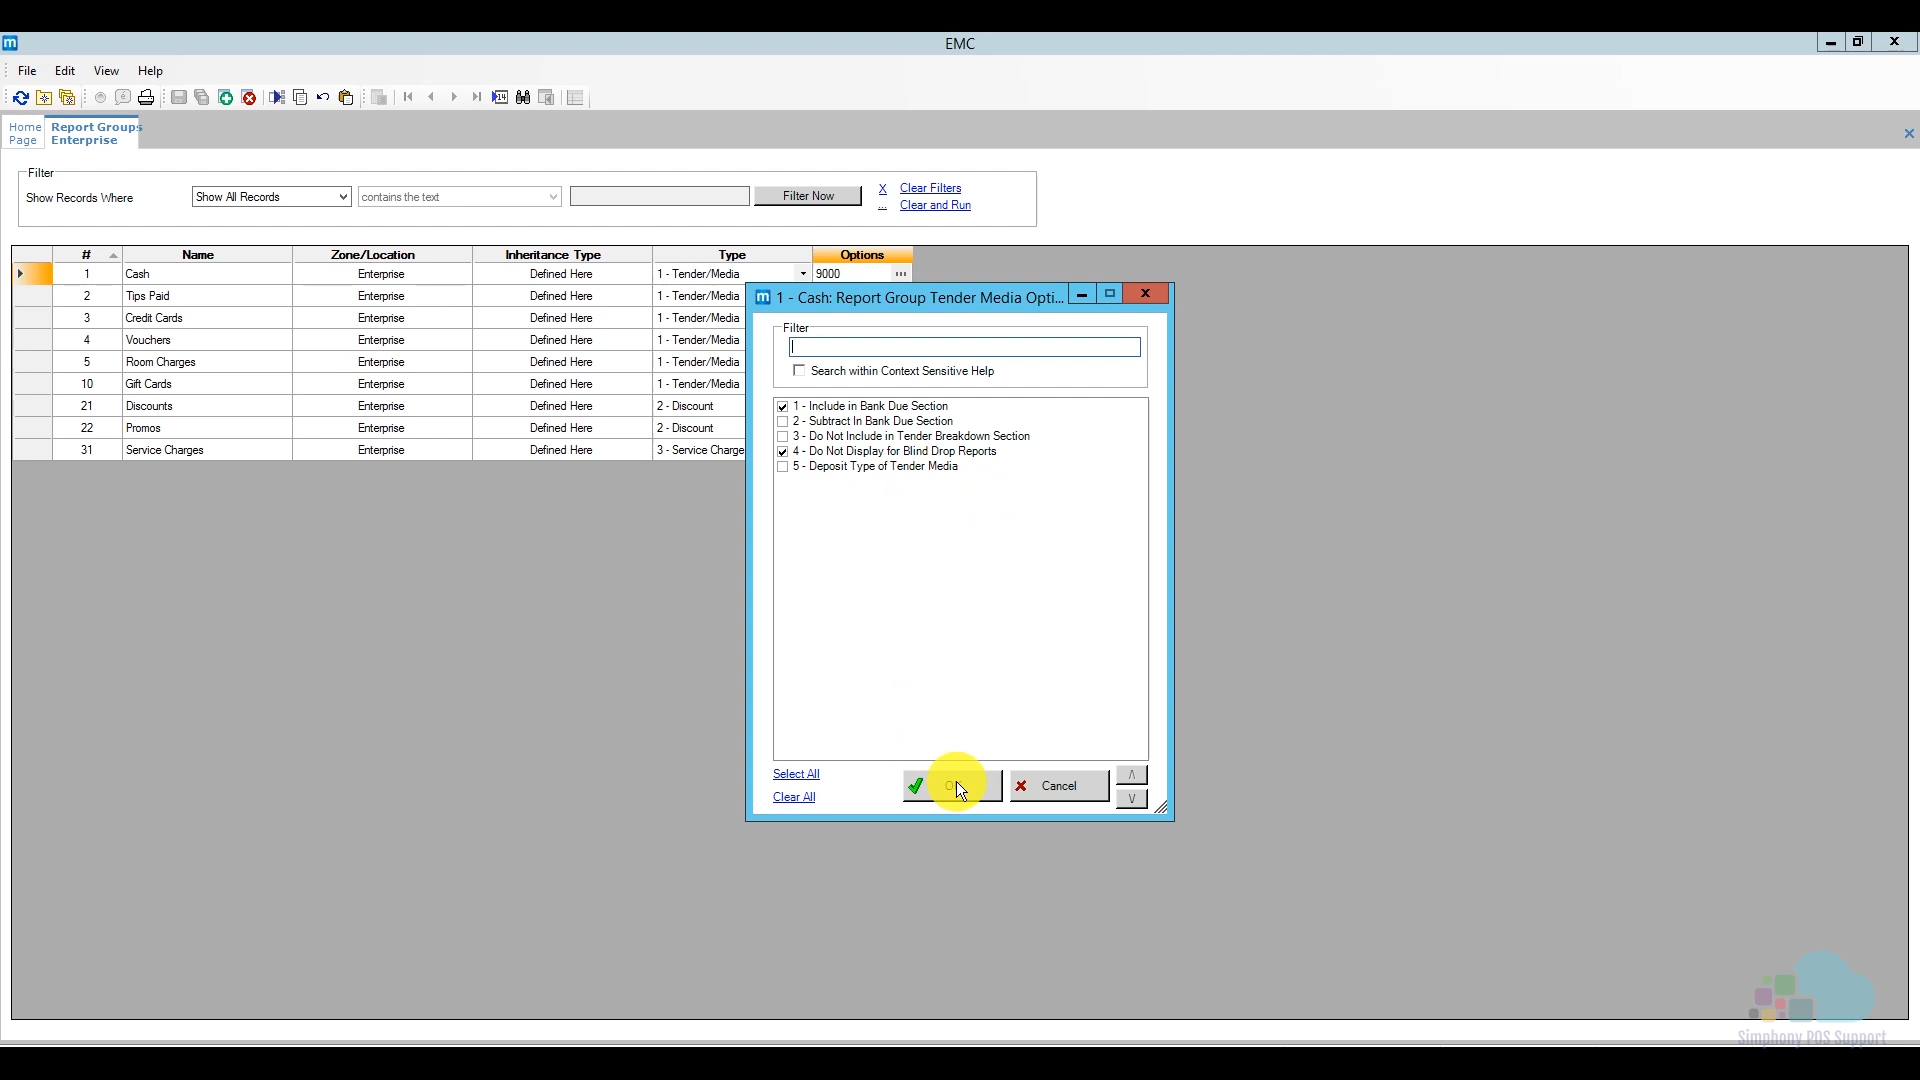 EMC
File Edit View Help
Home Page
Report Groups Enterprise
Filter
Show Records Where Show All Records contains the text Filter Now X Clear Filters
... Clear and Run
# Name Zone/Location Inheritance Type Type Options
1 Cash Enterprise Defined Here 1 - Tender/Media 9000 ...
2 Tips Paid Enterprise Defined Here 1 - Tender/Media
3 Credit Cards Enterprise Defined Here 1 - Tender/Media
4 Vouchers Enterprise Defined Here 1 - Tender/Media
5 Room Charges Enterprise Defined Here 1 - Tender/Media
10 Gift Cards Enterprise Defined Here 1 - Tender/Media
21 Discounts Enterprise Defined Here 2 - Discount
22 Promos Enterprise Defined Here 2 - Discount
31 Service Charges Enterprise Defined Here 3 - Service Charge
m 1 - Cash: Report Group Tender Media Opti...
Filter
Search within Context Sensitive Help
1 - Include in Bank Due Section
2 - Subtract In Bank Due Section
3 - Do Not Include in Tender Breakdown Section
4 - Do Not Display for Blind Drop Reports
5 - Deposit Type of Tender Media
Select All
Clear All
Cancel
Simphony POS Support